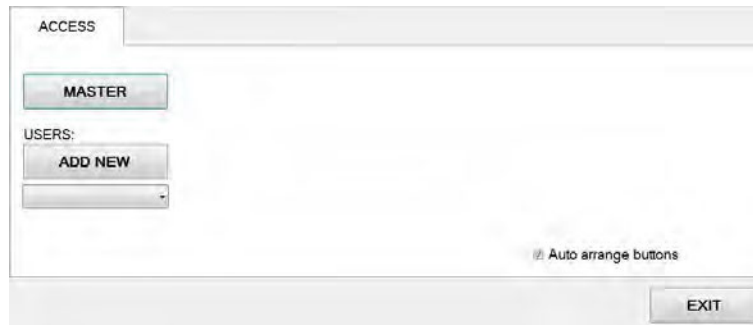 ACCESS
MASTER
USERS:
ADD NEW
Auto arrange buttons
EXIT